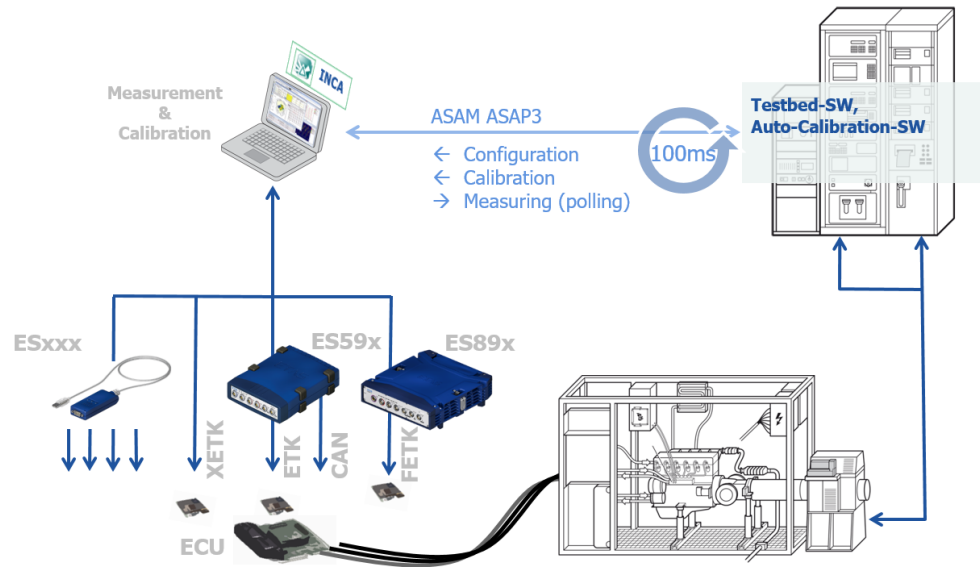 INCA
Measurement
&
Calibration
ASAM ASAP3
← Configuration
← Calibration
→ Measuring (polling)
100ms
Testbed-SW,
Auto-Calibration-SW
ESxxx
ES59x
ES89x
XETK
ETK
CAN
FETK
ECU